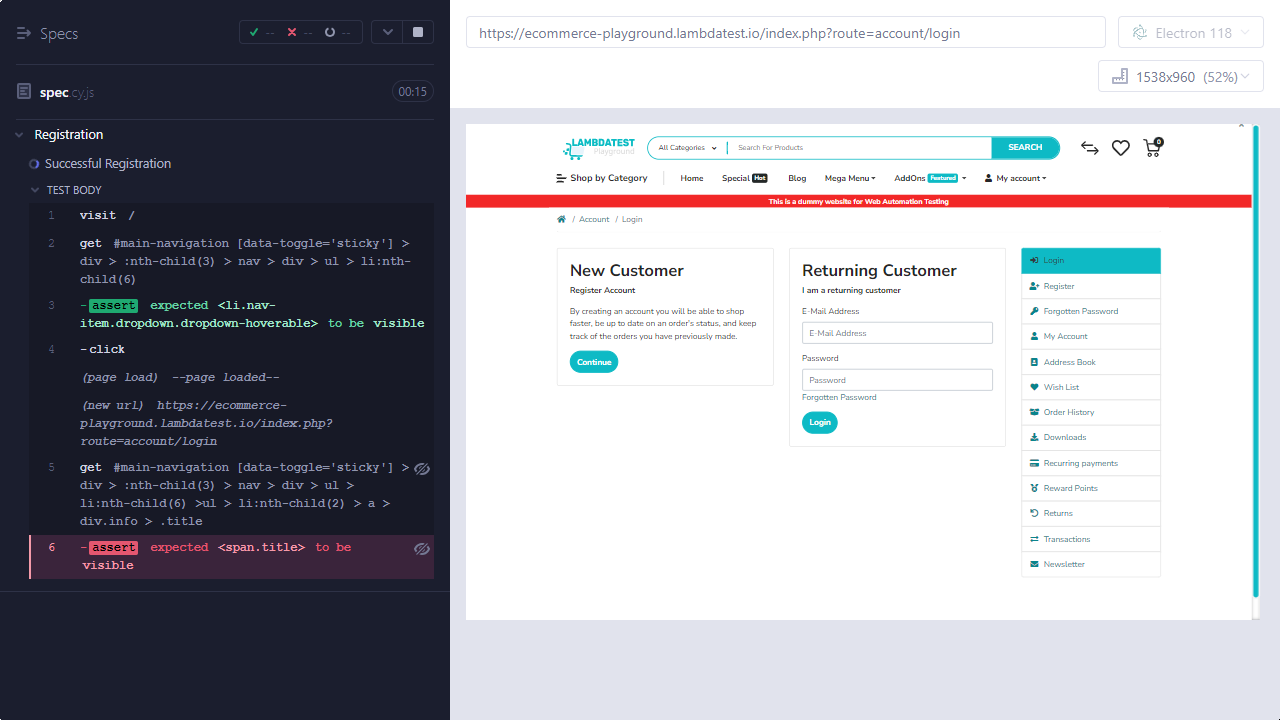 Specs
-- -- --
spec.cy.js
00:15
Registration
Successful Registration
TEST BODY
1 visit /
2 get #main-navigation [data-toggle='sticky'] >
div > :nth-child(3) > nav > div > ul > li:nth-
child(6)
3 -assert expected <li.nav-
item.dropdown.dropdown-hoverable> to be visible
4 -click
(page load) --page loaded--
(new url) https://ecommerce-
playground.lambdatest.io/index.php?
route=account/login
5 get #main-navigation [data-toggle='sticky'] >
div > :nth-child(3) > nav > div > ul >
li:nth-child(6) >ul > li:nth-child(2) > a >
div.info > .title
6 -assert expected <span.title> to be
visible
https://ecommerce-playground.lambdatest.io/index.php?route=account/login
Electron 118
1538x960 (52%)
LAMBDATEST
Playground
All Categories
Search For Products
SEARCH
0
Shop by Category
Home
Special Hot
Blog
Mega Menu
AddOns Featured
My account
This is a dummy website for Web Automation Testing
/ Account / Login
New Customer
Register Account
By creating an account you will be able to shop
faster, be up to date on an order's status, and keep
track of the orders you have previously made.
Continue
Returning Customer
I am a returning customer
E-Mail Address
E-Mail Address
Password
Password
Forgotten Password
Login
Login
Register
Forgotten Password
My Account
Address Book
Wish List
Order History
Downloads
Recurring payments
Reward Points
Returns
Transactions
Newsletter